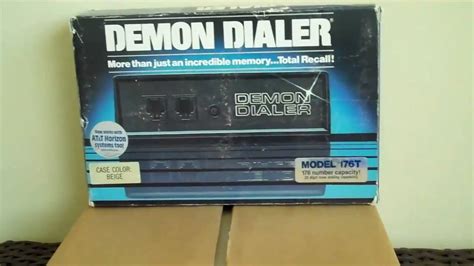 DEMON DIALER®
More than just an incredible memory...Total Recall!
DEMON
DIALER
Now works with
AT&T Horizon
systems too!
CASE COLOR:
BEIGE
MODEL 176T
176 number capacity!